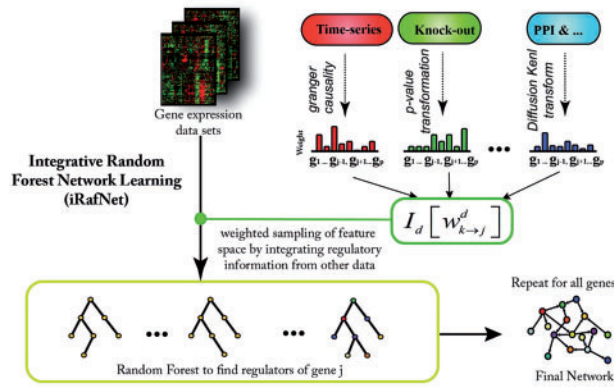 Time-series
Knock-out
PPI & ...
granger
causality
p-value
transformation
Diffusion Kenl
transform
Gene expression
data sets
Weight
g1 ... gj-1, gj+1... gp
g1 ... gj-1, gj+1... gp
g1 ... gj-1, gj+1... gp
Integrative Random
Forest Network Learning
(iRafNet)
I_d [w^d_{k→j}]
weighted sampling of feature
space by integrating regulatory
information from other data
Random Forest to find regulators of gene j
Repeat for all genes
Final Network